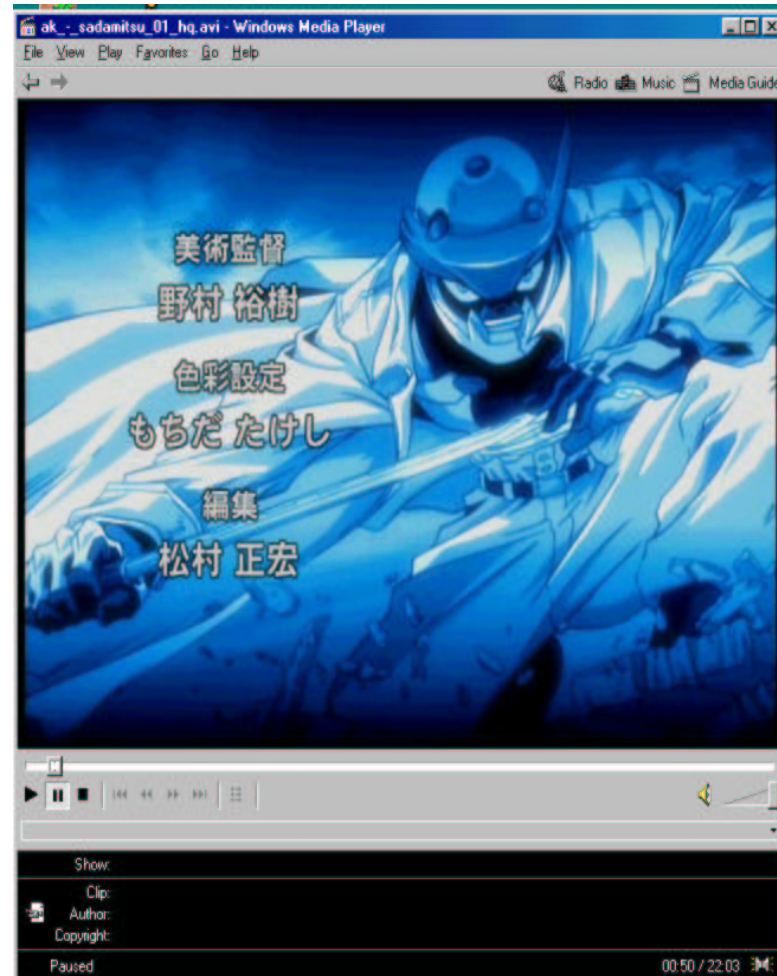 ak_-_sadamitsu_01_hq.avi - Windows Media Player
File View Play Favorites Go Help
Radio Music Media Guide
美術監督
野村 裕樹
色彩設定
もちだ たけし
編集
松村 正宏
Show:
Clip:
Author:
Copyright:
Paused 00:50 / 22:03